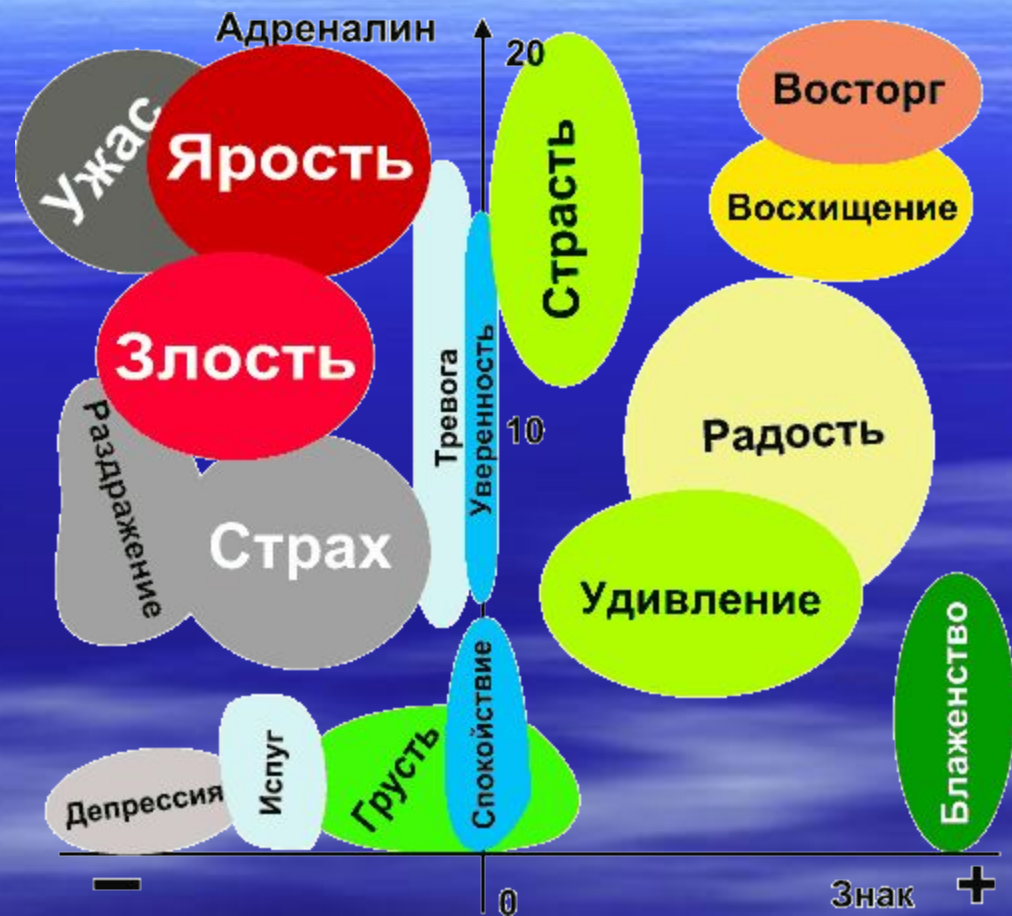 Адреналин
20
Ужас
Ярость
Страсть
Восторг
Восхищение
Злость
Тревога
Уверенность
10
Радость
Раздражение
Страх
Удивление
Блаженство
Депрессия
Испуг
Грусть
Спокойствие
–
0
Знак +